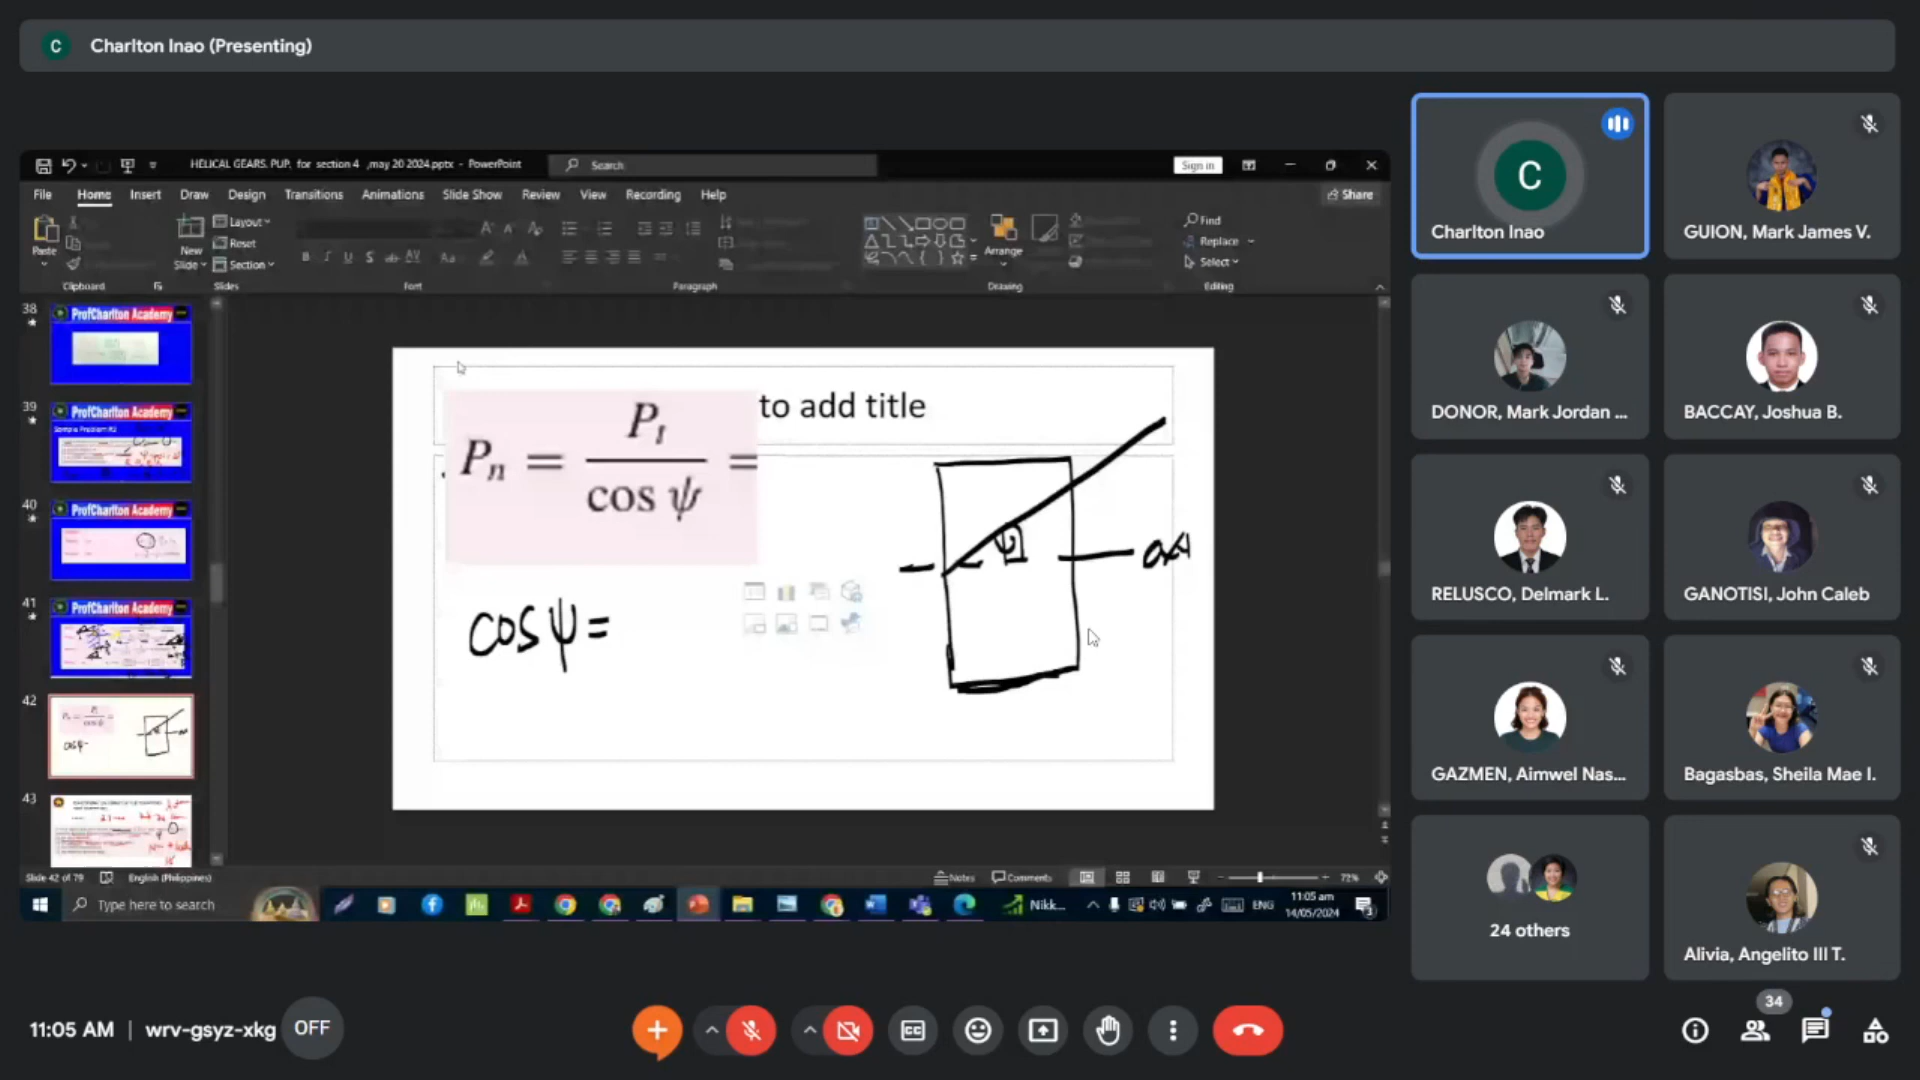 C Charlton Inao (Presenting)
HELICAL GEARS. PUP, for section 4 ,may 20 2024.pptx - PowerPoint
Search
Sign in
File Home Insert Draw Design Transitions Animations Slide Show Review View Recording Help
Share
Paste
New Slide
Layout
Reset
Section
Arrange
Find
Replace
Select
Clipboard Slides Font Paragraph Drawing Editing
38
ProfCharlton Academy
39
ProfCharlton Academy
Sample Problem #2
40
ProfCharlton Academy
41
ProfCharlton Academy
42
43
to add title
Pn = Pt / cos ψ =
cos ψ =
ψ
Slide 42 of 79
English (Philippines)
Notes
Comments
72%
Type here to search
Nikk...
ENG
11:05 am
14/05/2024
3
C
Charlton Inao
GUION, Mark James V.
DONOR, Mark Jordan ...
BACCAY, Joshua B.
RELUSCO, Delmark L.
GANOTISI, John Caleb
GAZMEN, Aimwel Nas...
Bagasbas, Sheila Mae I.
24 others
Alivia, Angelito III T.
11:05 AM | wrv-gsyz-xkg
OFF
CC
34